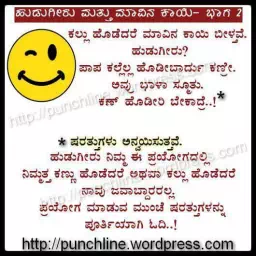 ಹುಡುಗೀರು ಮತ್ತು ಮಾವಿನ ಕಾಯಿ- ಭಾಗ 2
ಕಲ್ಲು ಹೊಡೆದರೆ ಮಾವಿನ ಕಾಯಿ ಬೀಳ್ತವೆ.
ಹುಡುಗೀರು?
ಪಾಪ ಕಲ್ಲೆಲ್ಲ ಹೊಡೀಬಾರ್ದು ಕಣ್ರೀ.
ಅವು ಭಾಳಾ ಸೂಕ್ಷ್ಮ.
ಕಣ್ ಹೊಡೀರಿ ಬೇಕಾದ್ರೆ..!*
* ಷರತ್ತುಗಳು ಅನ್ವಯಿಸುತ್ತವೆ.
ಹುಡುಗೀರು ನಿಮ್ಮ ಈ ಪ್ರಯೋಗದಲ್ಲಿ
ನಿಮ್ಮತ್ತ ಕಣ್ಣು ಹೊಡೆದರೆ ಅಥವಾ ಕಲ್ಲು ಹೊಡೆದರೆ
ನಾವು ಜವಾಬ್ದಾರರಲ್ಲ.
ಪ್ರಯೋಗ ಮಾಡುವ ಮುಂಚೆ ಷರತ್ತುಗಳನ್ನು
ಪೂರ್ತಿಯಾಗಿ ಓದಿ..!
http://punchline.wordpress.com